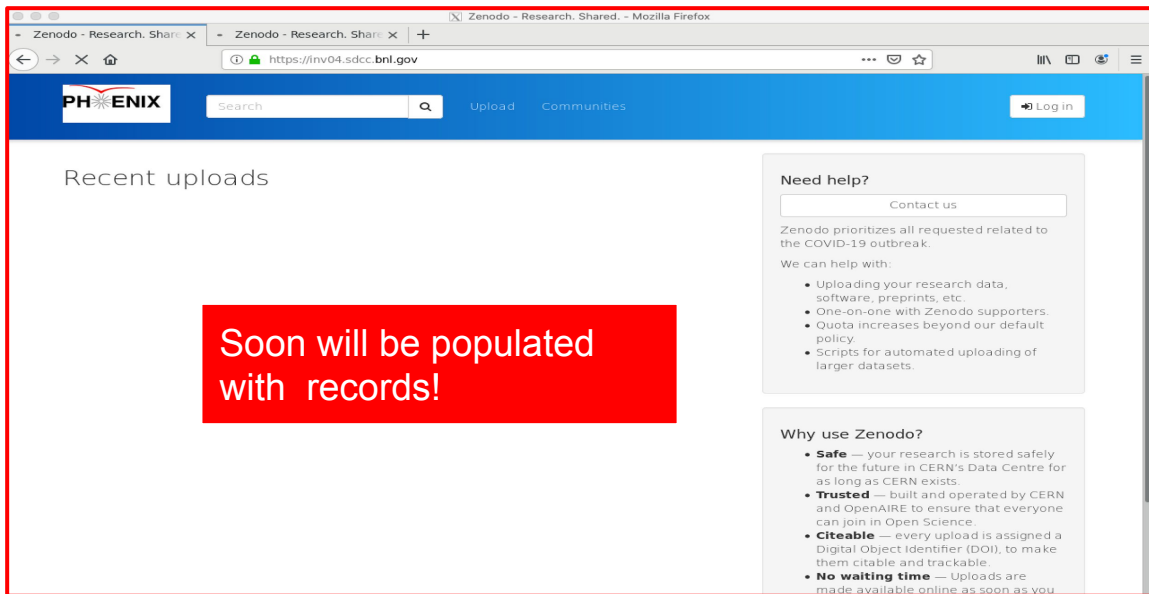 Zenodo - Research. Shared. - Mozilla Firefox
Zenodo - Research. Share
Zenodo - Research. Share
https://inv04.sdcc.bnl.gov
PHENIX
Search
Upload
Communities
Log in
Recent uploads
Soon will be populated
with records!
Need help?
Contact us
Zenodo prioritizes all requested related to
the COVID-19 outbreak.
We can help with:
• Uploading your research data,
software, preprints, etc.
• One-on-one with Zenodo supporters.
• Quota increases beyond our default
policy.
• Scripts for automated uploading of
larger datasets.
Why use Zenodo?
• Safe — your research is stored safely
for the future in CERN's Data Centre for
as long as CERN exists.
• Trusted — built and operated by CERN
and OpenAIRE to ensure that everyone
can join in Open Science.
• Citeable — every upload is assigned a
Digital Object Identifier (DOI), to make
them citable and trackable.
• No waiting time — Uploads are
made available online as soon as you